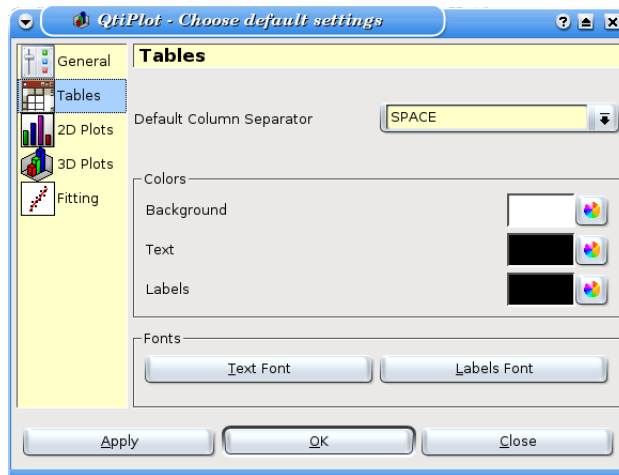 QtiPlot - Choose default settings
General
Tables
2D Plots
3D Plots
Fitting
Tables
Default Column Separator
SPACE
Colors
Background
Text
Labels
Fonts
Text Font
Labels Font
Apply
OK
Close